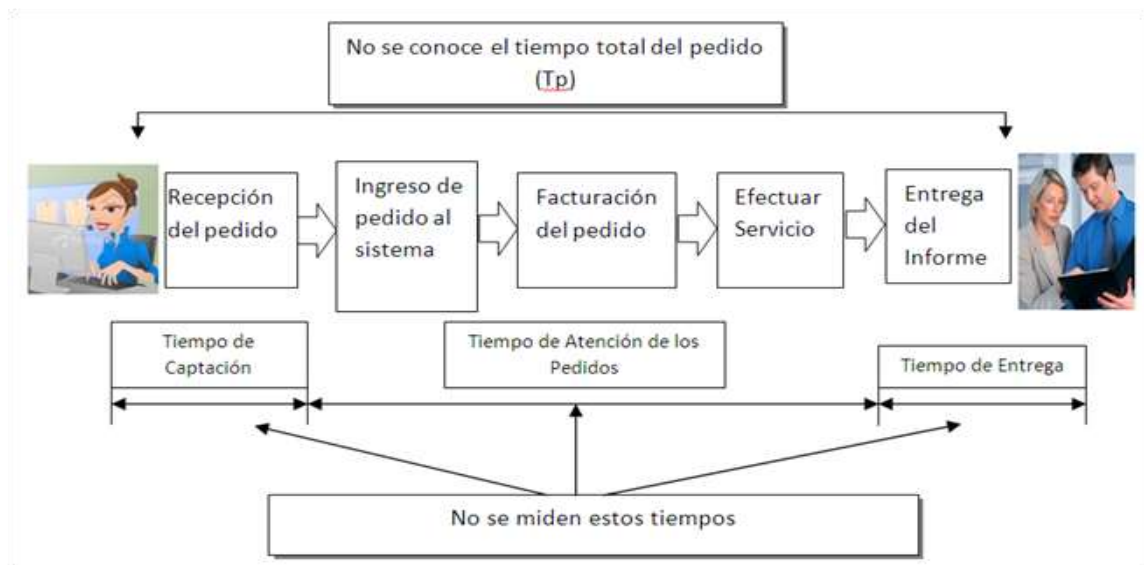 No se conoce el tiempo total del pedido
(Tp)
Recepción
del pedido
Ingreso de
pedido al
sistema
Facturación
del pedido
Efectuar
Servicio
Entrega
del
Informe
Tiempo de
Captación
Tiempo de Atención de los
Pedidos
Tiempo de Entrega
No se miden estos tiempos